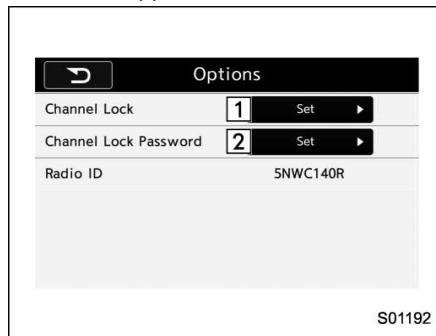 Options
Channel Lock 1 Set
Channel Lock Password 2 Set
Radio ID 5NWC140R
S01192